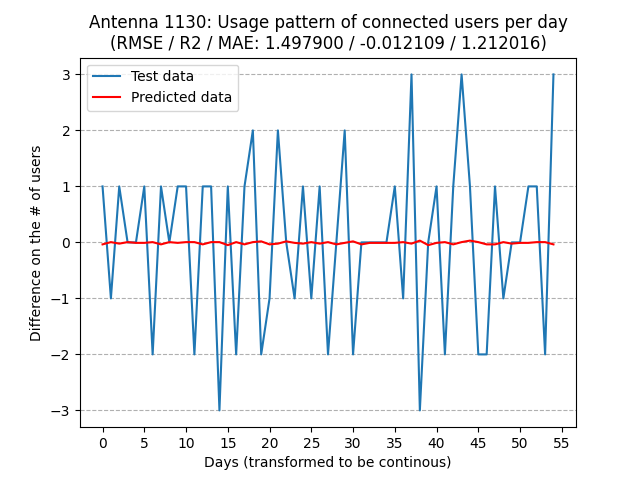 Antenna 1130: Usage pattern of connected users per day
(RMSE / R2 / MAE: 1.497900 / -0.012109 / 1.212016)
Test data
Predicted data
Difference on the # of users
3
2
1
0
−1
−2
−3
0 5 10 15 20 25 30 35 40 45 50 55
Days (transformed to be continous)